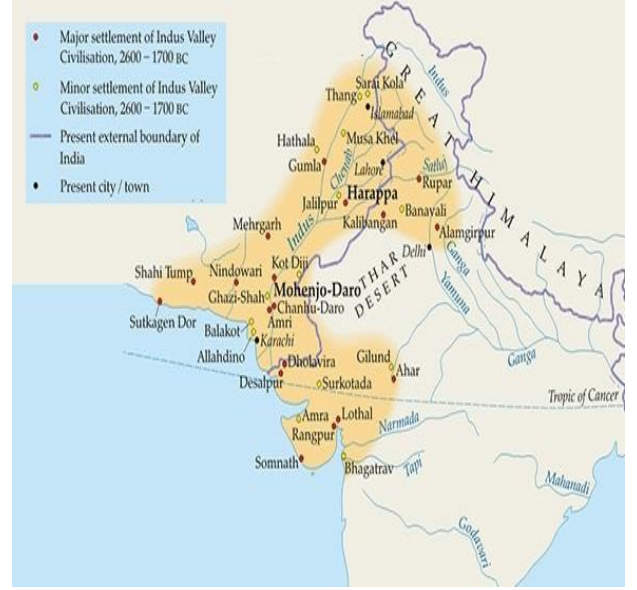 Major settlement of Indus Valley
Civilisation, 2600 – 1700 BC
Minor settlement of Indus Valley
Civilisation, 2600 – 1700 BC
Present external boundary of
India
Present city / town
GREAT HIMALAYA
Indus
Sarai Kola
Thang
Islamabad
Hathala
Musa Khel
Gumla
Chenab
Lahore
Satluj
Rupar
Jalilpur
Harappa
Kalibangan
Banavali
Alamgirpur
Mehrgarh
Indus
Delhi
Ganga
Kot Diji
THAR
DESERT
Yamuna
Shahi Tump
Nindowari
Mohenjo-Daro
Ghazi-Shah
Chanhu-Daro
Sutkagen Dor
Amri
Balakot
Karachi
Allahdino
Dholavira
Gilund
Ganga
Desalpur
Surkotada
Ahar
Tropic of Cancer
Amra
Lothal
Rangpur
Narmada
Somnath
Bhagatrav
Tapi
Mahanadi
Godavari